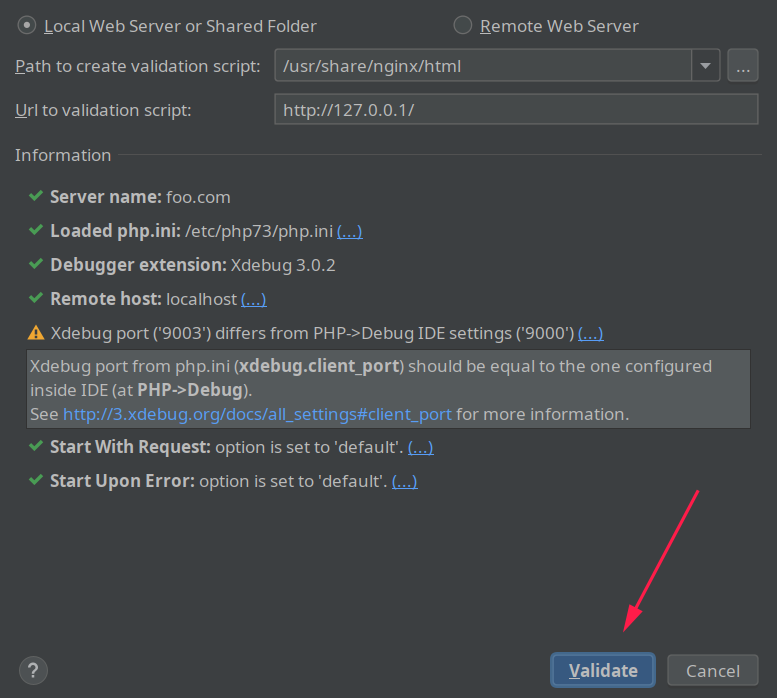 Local Web Server or Shared Folder Remote Web Server
Path to create validation script: /usr/share/nginx/html ...
Url to validation script: http://127.0.0.1/
Information
Server name: foo.com
Loaded php.ini: /etc/php73/php.ini (...)
Debugger extension: Xdebug 3.0.2
Remote host: localhost (...)
Xdebug port ('9003') differs from PHP->Debug IDE settings ('9000') (...)
Xdebug port from php.ini (xdebug.client_port) should be equal to the one configured
inside IDE (at PHP->Debug).
See http://3.xdebug.org/docs/all_settings#client_port for more information.
Start With Request: option is set to 'default'. (...)
Start Upon Error: option is set to 'default'. (...)
? Validate Cancel